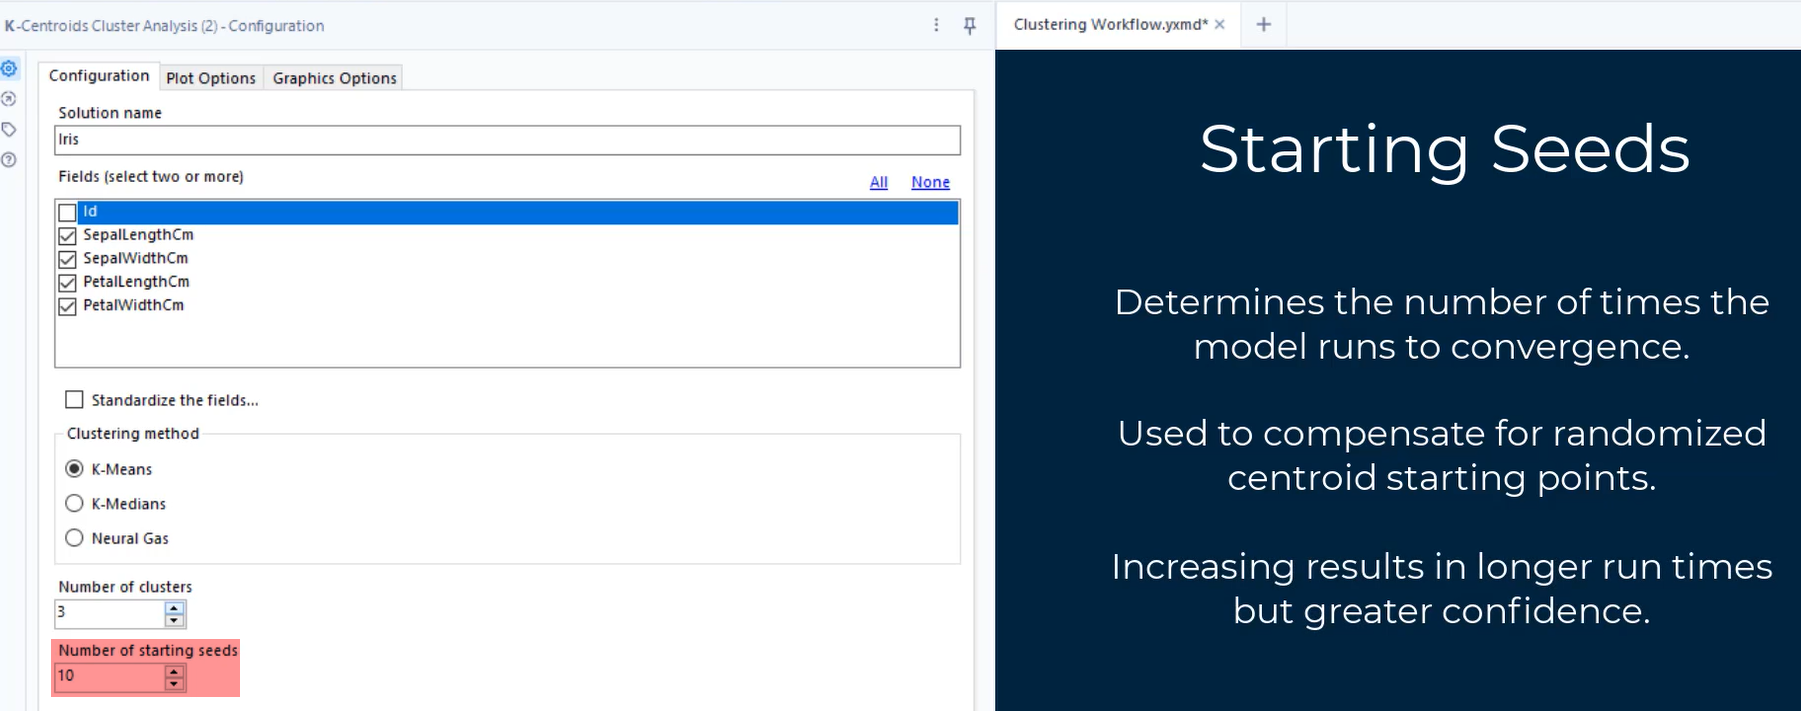 K-Centroids Cluster Analysis (2) - Configuration
Clustering Workflow.yxmd*
Configuration
Plot Options
Graphics Options
Solution name
Iris
Fields (select two or more)
All
None
Id
SepalLengthCm
SepalWidthCm
PetalLengthCm
PetalWidthCm
Standardize the fields...
Clustering method
K-Means
K-Medians
Neural Gas
Number of clusters
3
Number of starting seeds
10
Starting Seeds
Determines the number of times the
model runs to convergence.
Used to compensate for randomized
centroid starting points.
Increasing results in longer run times
but greater confidence.